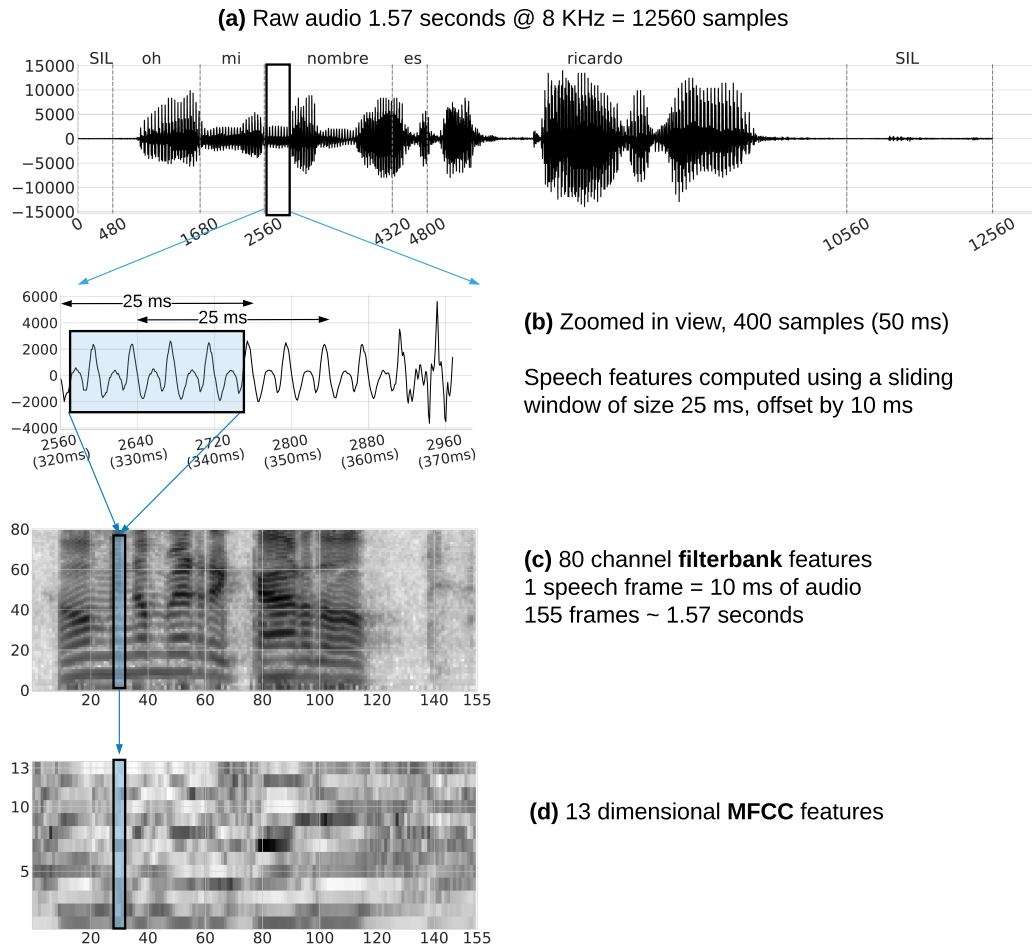 (a) Raw audio 1.57 seconds @ 8 KHz = 12560 samples
SIL oh mi nombre es ricardo SIL
15000
10000
5000
0
−5000
−10000
−15000
0 480 1680 2560 4320 4800 10560 12560
25 ms
25 ms
6000
4000
2000
0
−2000
−4000
2560 2640 2720 2800 2880 2960
(320ms) (330ms) (340ms) (350ms) (360ms) (370ms)
(b) Zoomed in view, 400 samples (50 ms)
Speech features computed using a sliding
window of size 25 ms, offset by 10 ms
80
60
40
20
0
20 40 60 80 100 120 140 155
(c) 80 channel filterbank features
1 speech frame = 10 ms of audio
155 frames ~ 1.57 seconds
13
10
5
20 40 60 80 100 120 140 155
(d) 13 dimensional MFCC features